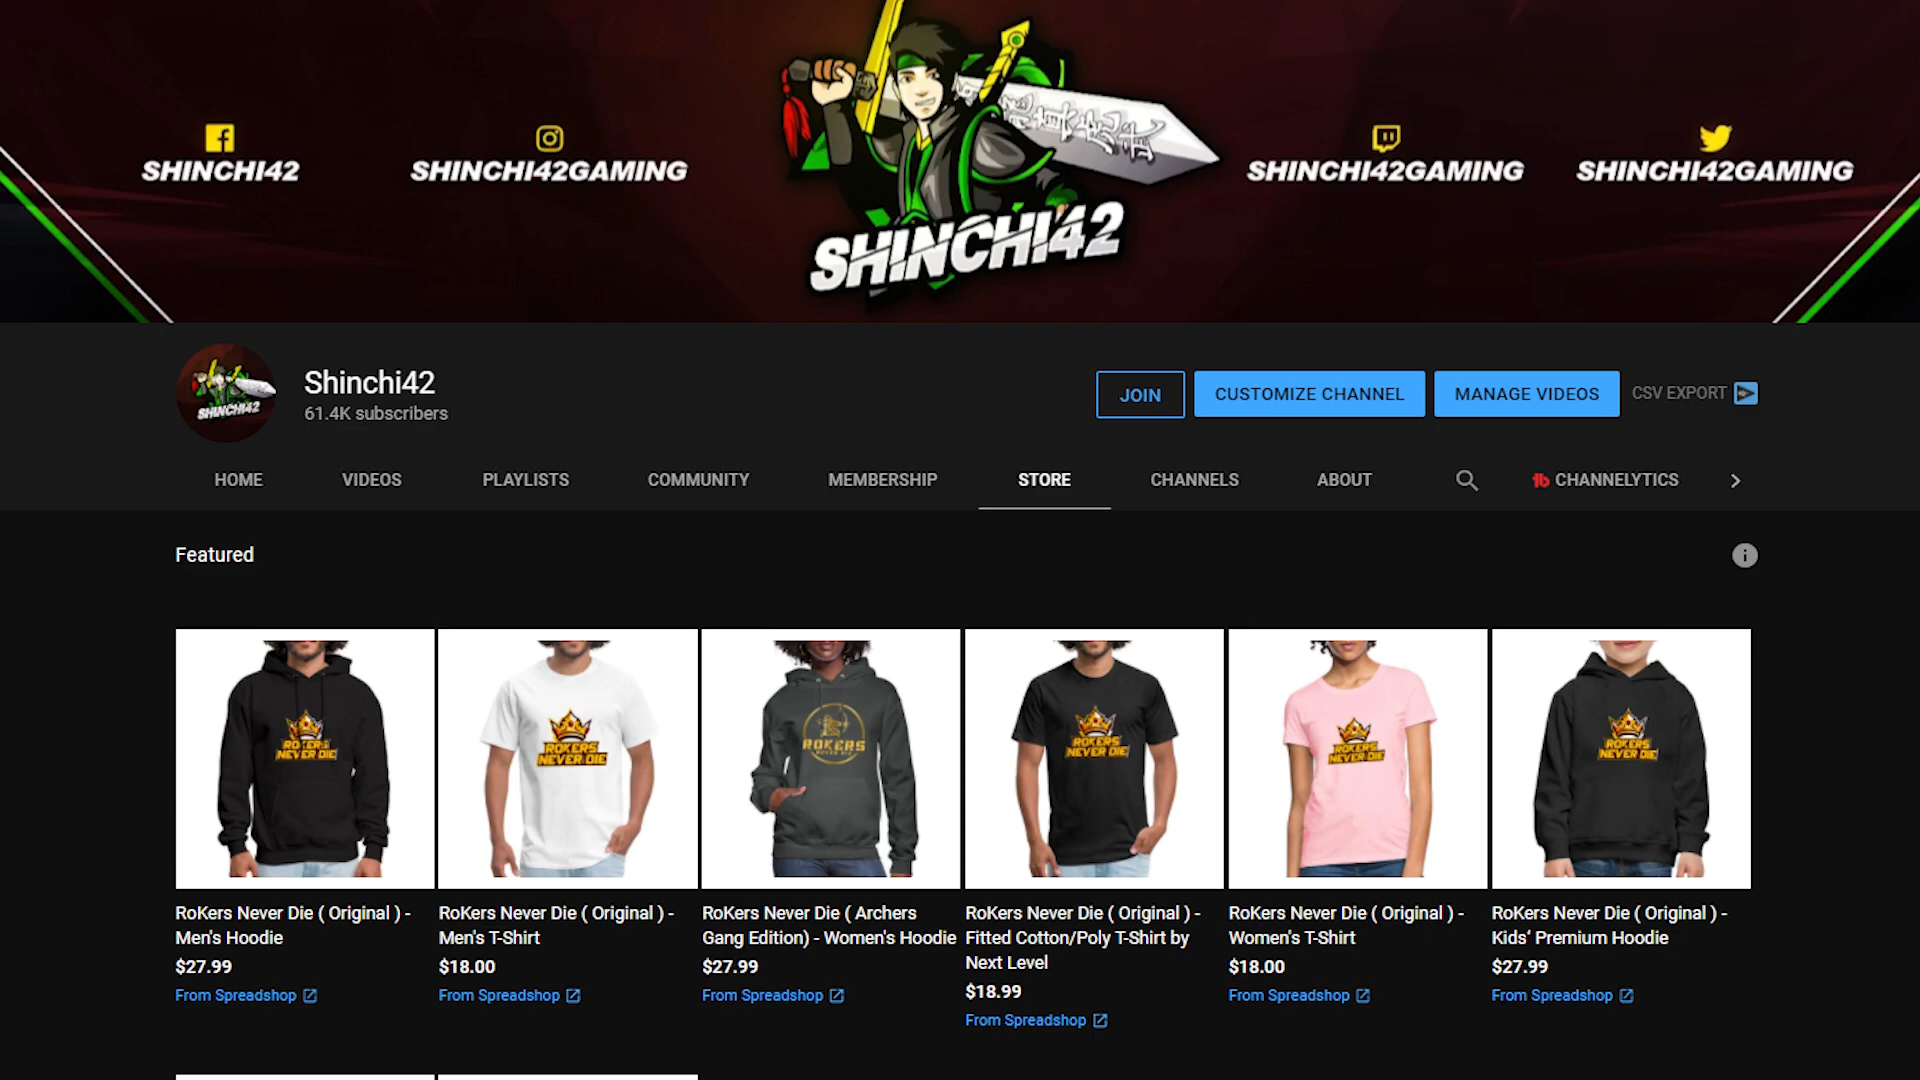 SHINCHI42
SHINCHI42GAMING
SHINCHI42
SHINCHI42GAMING
SHINCHI42GAMING
SHINCHI42
Shinchi42
61.4K subscribers
JOIN
CUSTOMIZE CHANNEL
MANAGE VIDEOS
CSV EXPORT
HOME
VIDEOS
PLAYLISTS
COMMUNITY
MEMBERSHIP
STORE
CHANNELS
ABOUT
CHANNELYTICS
Featured
ROKERS
NEVER DIE
ROKERS
NEVER DIE
ROKERS
NEVER DIE
ROKERS
NEVER DIE
ROKERS
NEVER DIE
ROKERS
NEVER DIE
RoKers Never Die ( Original ) -
Men's Hoodie
$27.99
From Spreadshop
RoKers Never Die ( Original ) -
Men's T-Shirt
$18.00
From Spreadshop
RoKers Never Die ( Archers
Gang Edition) - Women's Hoodie
$27.99
From Spreadshop
RoKers Never Die ( Original ) -
Fitted Cotton/Poly T-Shirt by
Next Level
$18.99
From Spreadshop
RoKers Never Die ( Original ) -
Women's T-Shirt
$18.00
From Spreadshop
RoKers Never Die ( Original ) -
Kids‘ Premium Hoodie
$27.99
From Spreadshop